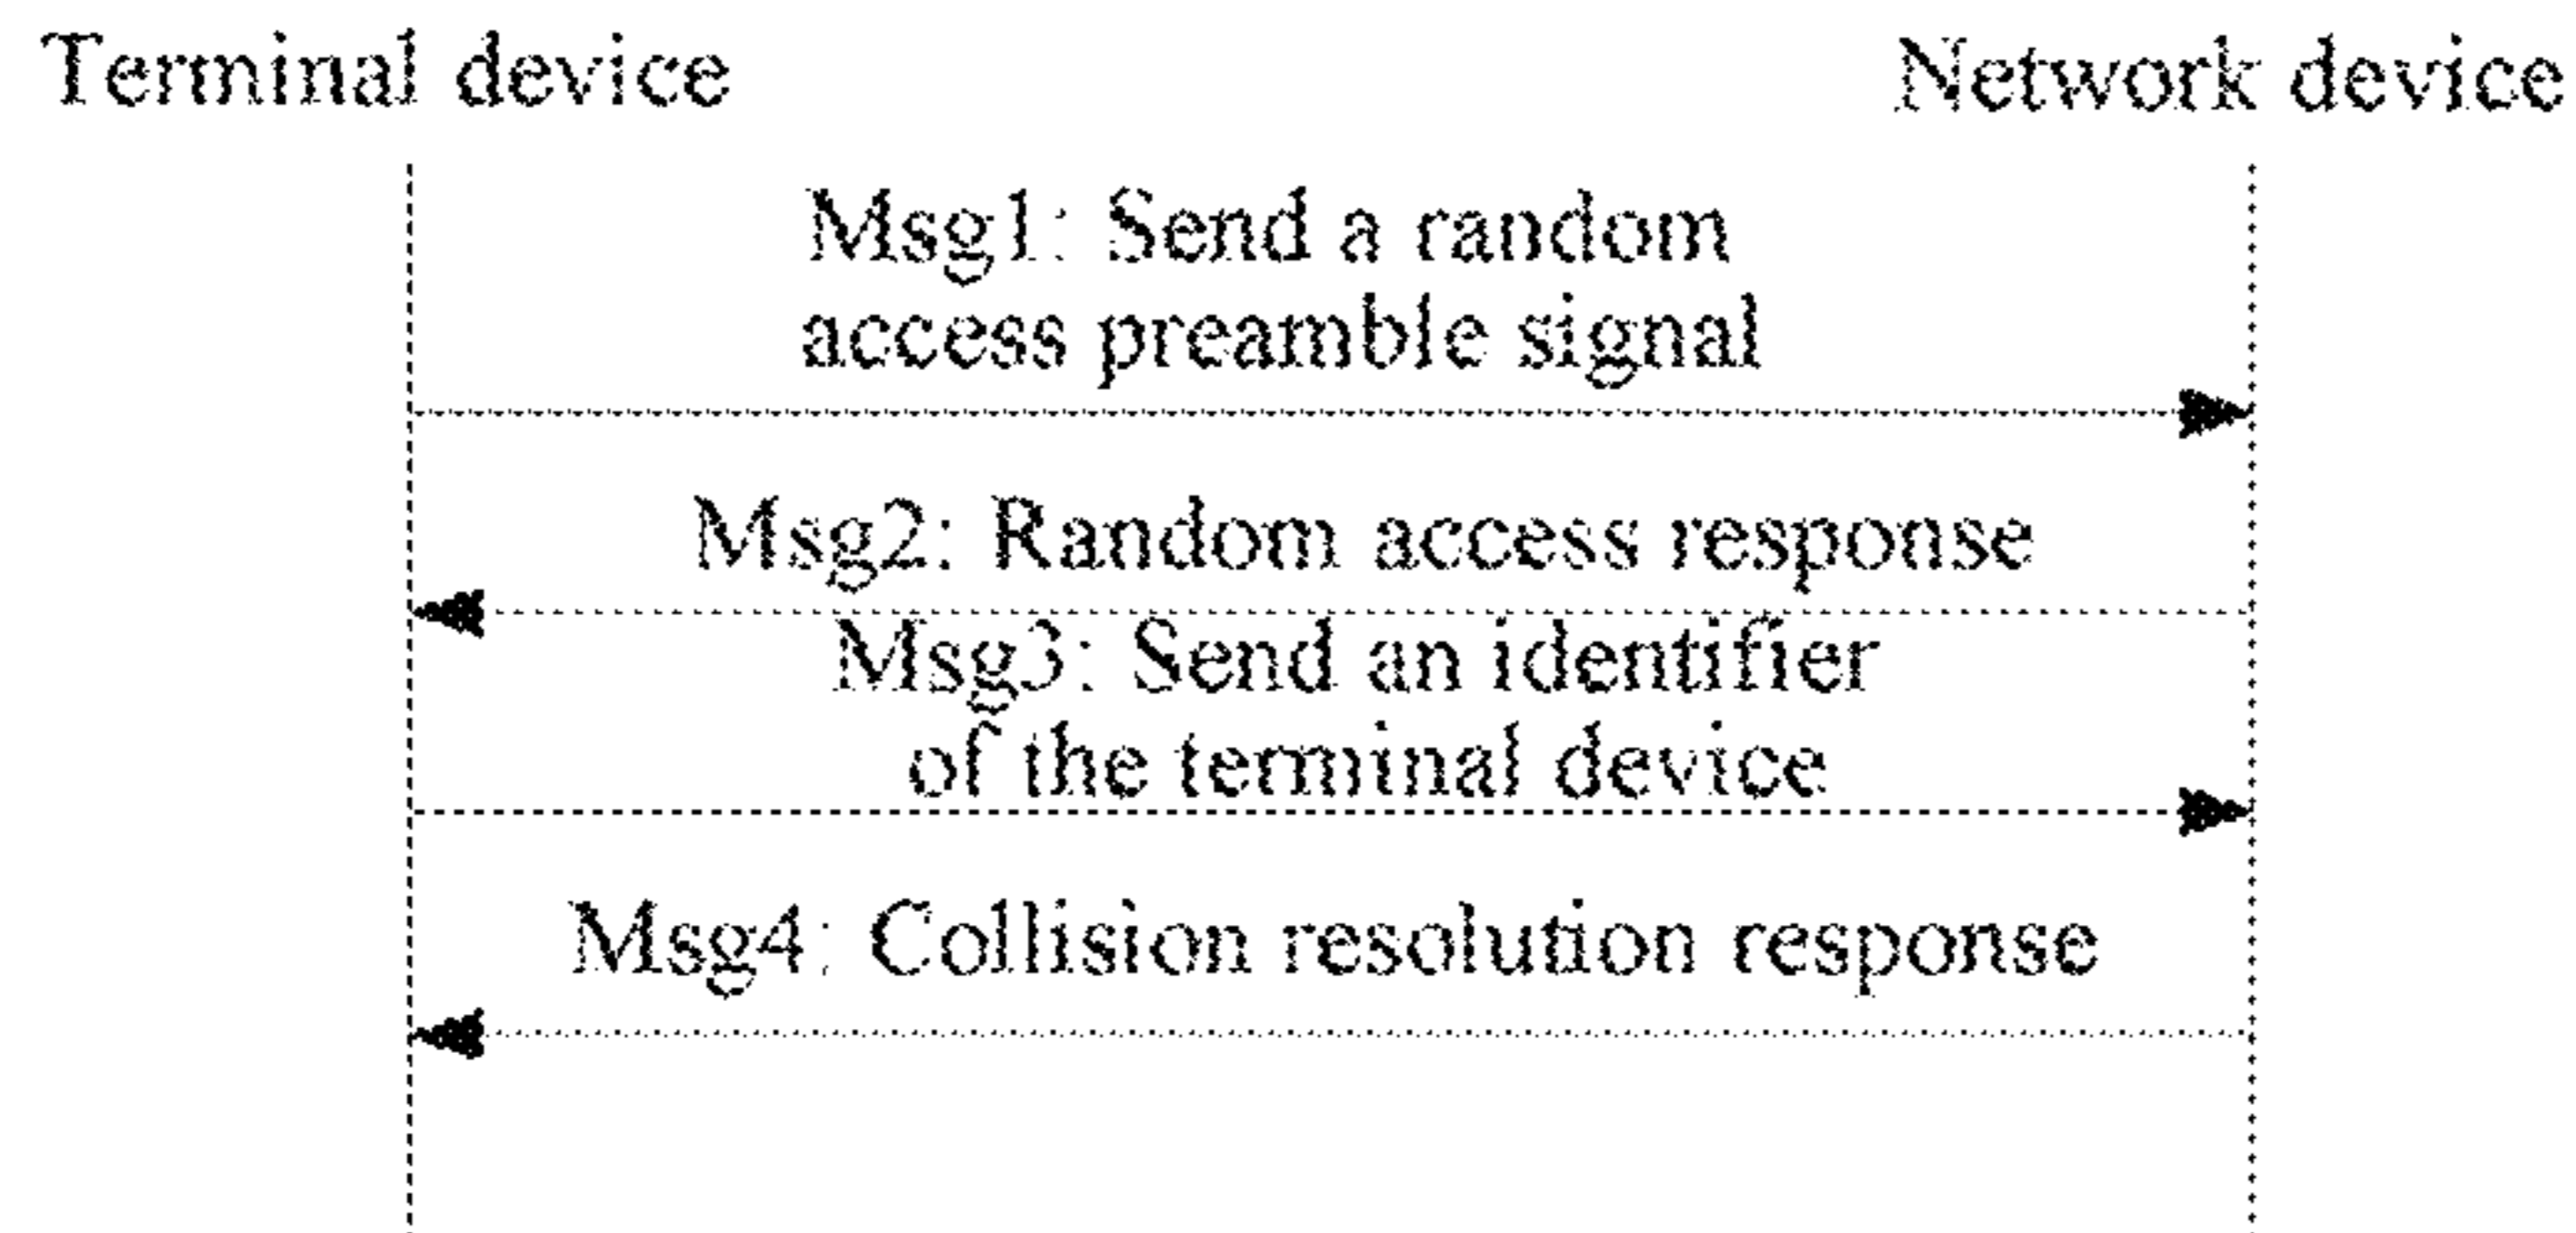 Terminal device
Network device
Msg1: Send a random
access preamble signal
Msg2: Random access response
Msg3: Send an identifier
of the terminal device
Msg4: Collision resolution response